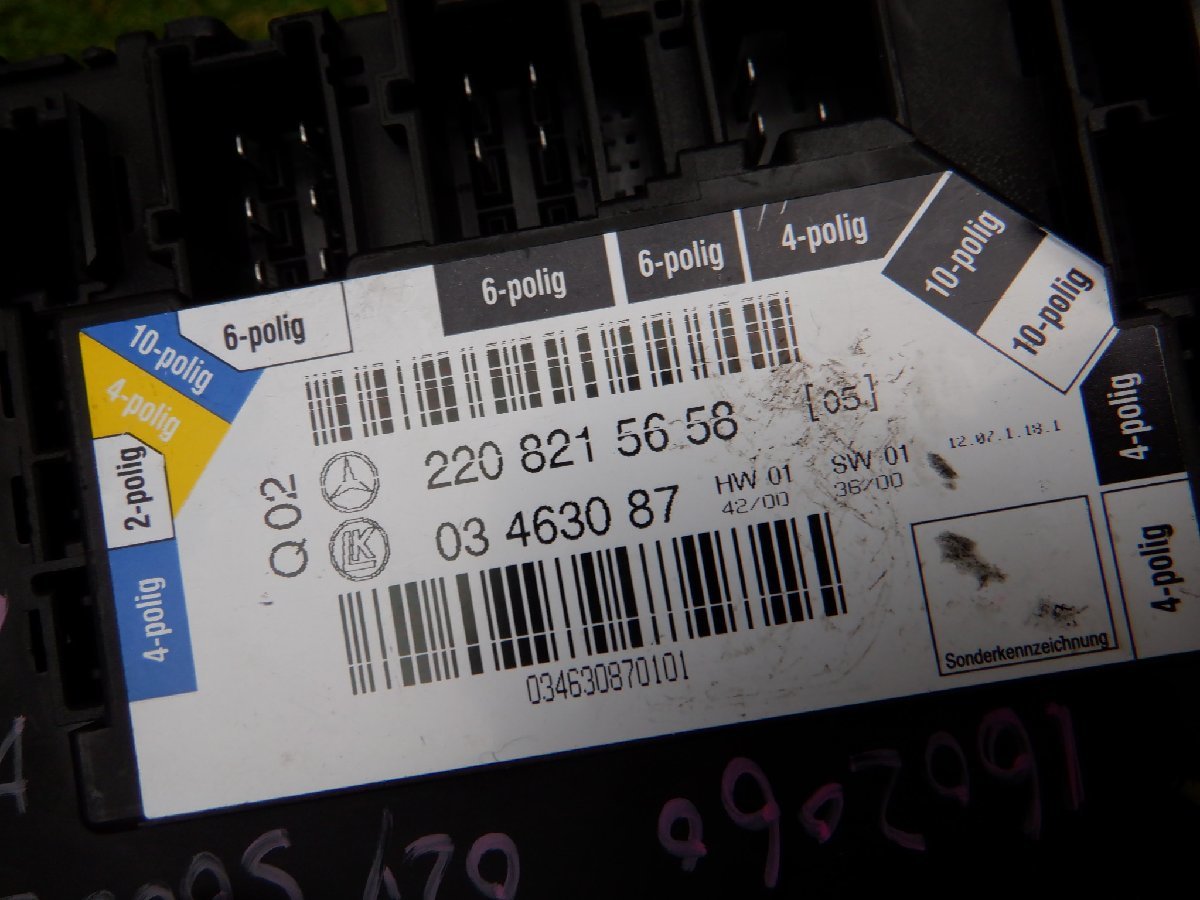 6-polig
6-polig
4-polig
10-polig
10-polig
6-polig
10-polig
4-polig
2-polig
4-polig
4-polig
4-polig
Q 02
220 821 56 58 [05]
03 4630 87
HW 01 SW 01
42/00 36/00
12.07.1.18.1
LK
034630870101
Sonderkennzeichnung